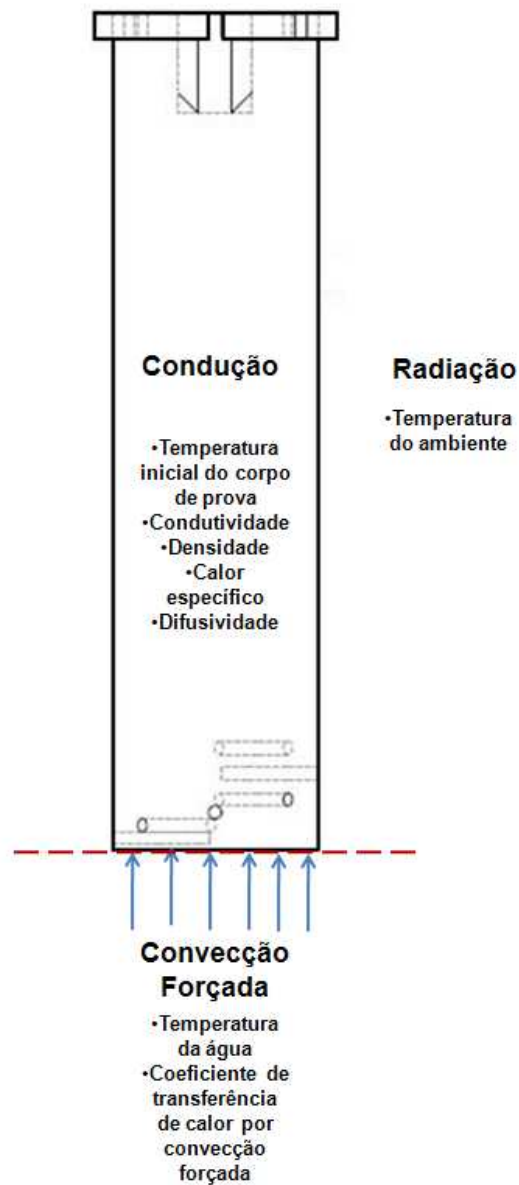 Condução
•Temperatura
inicial do corpo
de prova
•Condutividade
•Densidade
•Calor
específico
•Difusividade
Radiação
•Temperatura
do ambiente
Convecção
Forçada
•Temperatura
da água
•Coeficiente de
transferência
de calor por
convecção
forçada